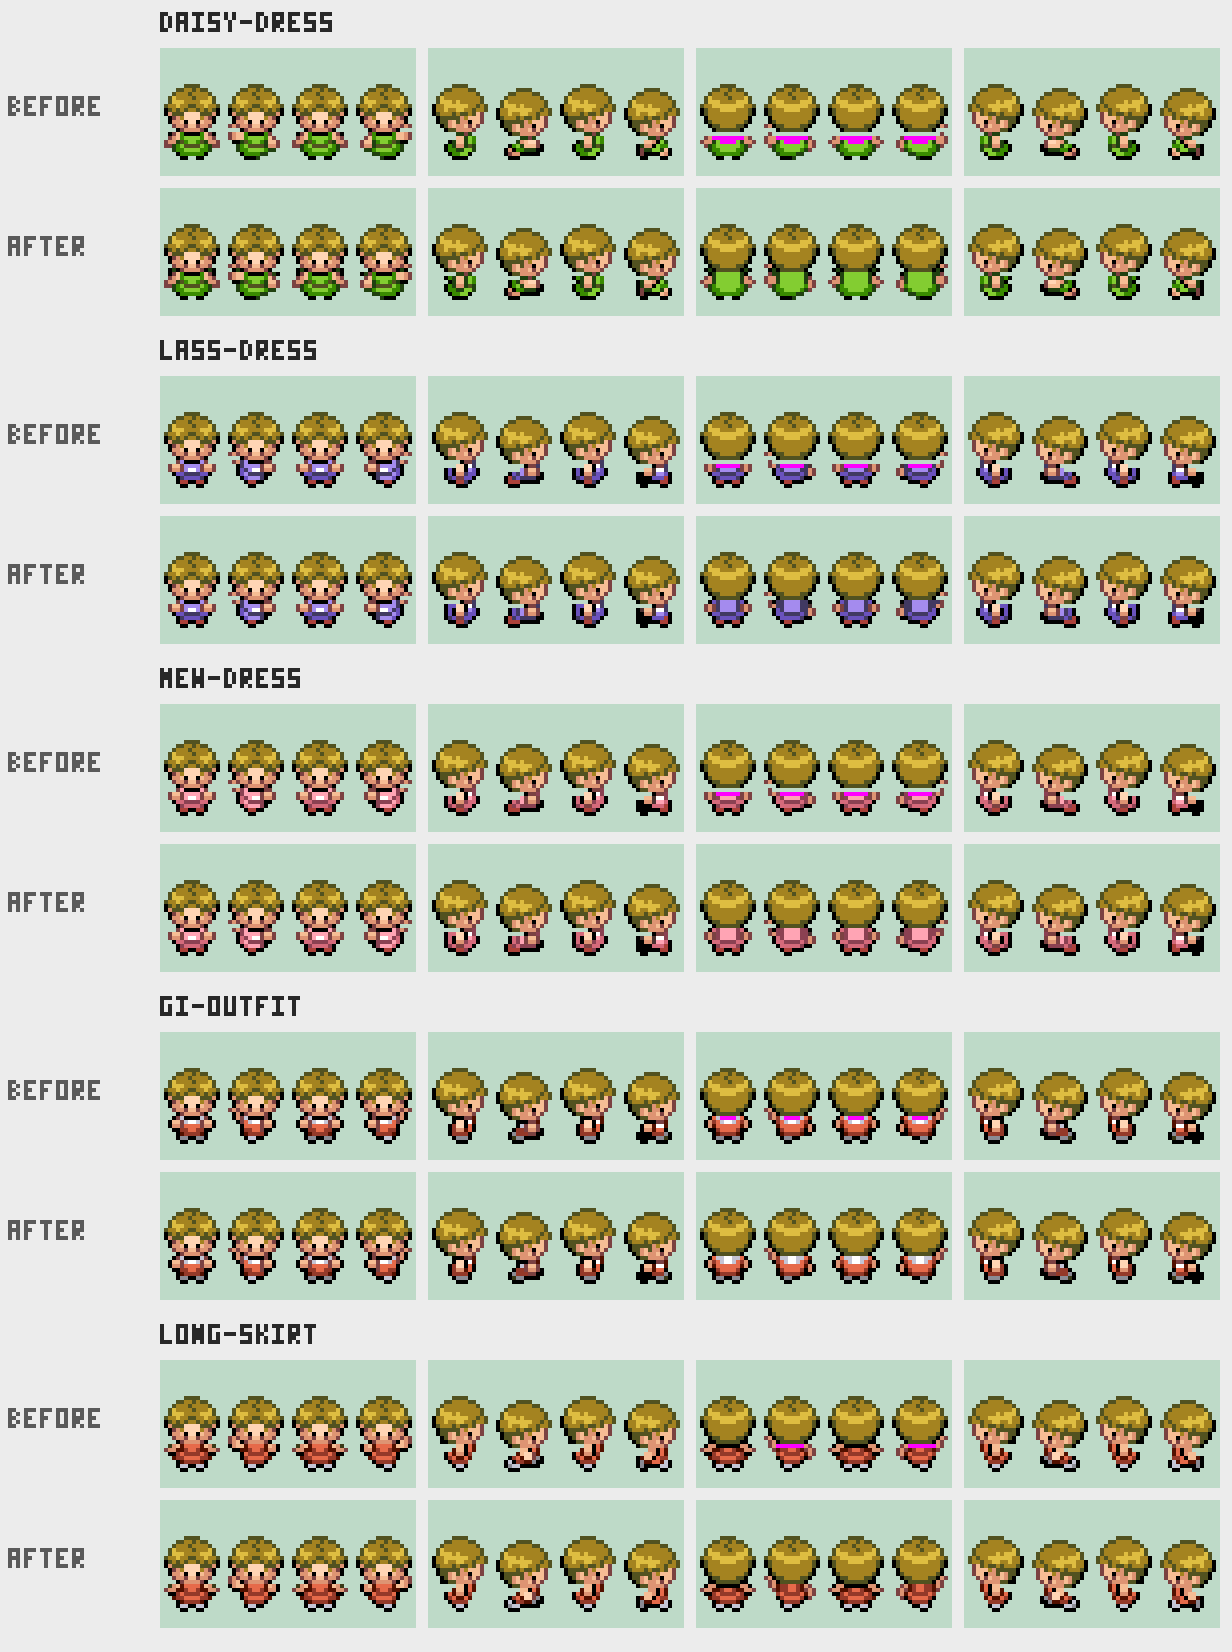 DAISY-DRESS
BEFORE
AFTER
LASS-DRESS
BEFORE
AFTER
NEW-DRESS
BEFORE
AFTER
GI-OUTFIT
BEFORE
AFTER
LONG-SKIRT
BEFORE
AFTER